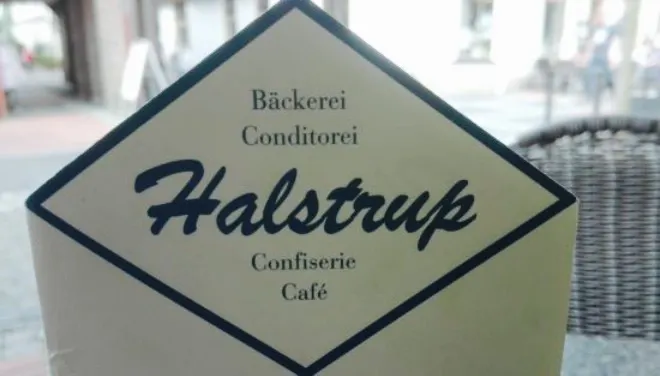 Bäckerei
Conditorei
Halstrup
Confiserie
Café